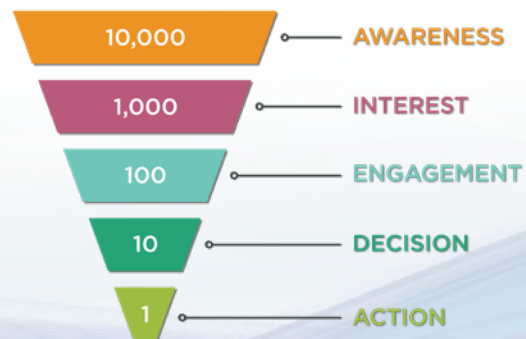 10,000 AWARENESS
1,000 INTEREST
100 ENGAGEMENT
10 DECISION
1 ACTION